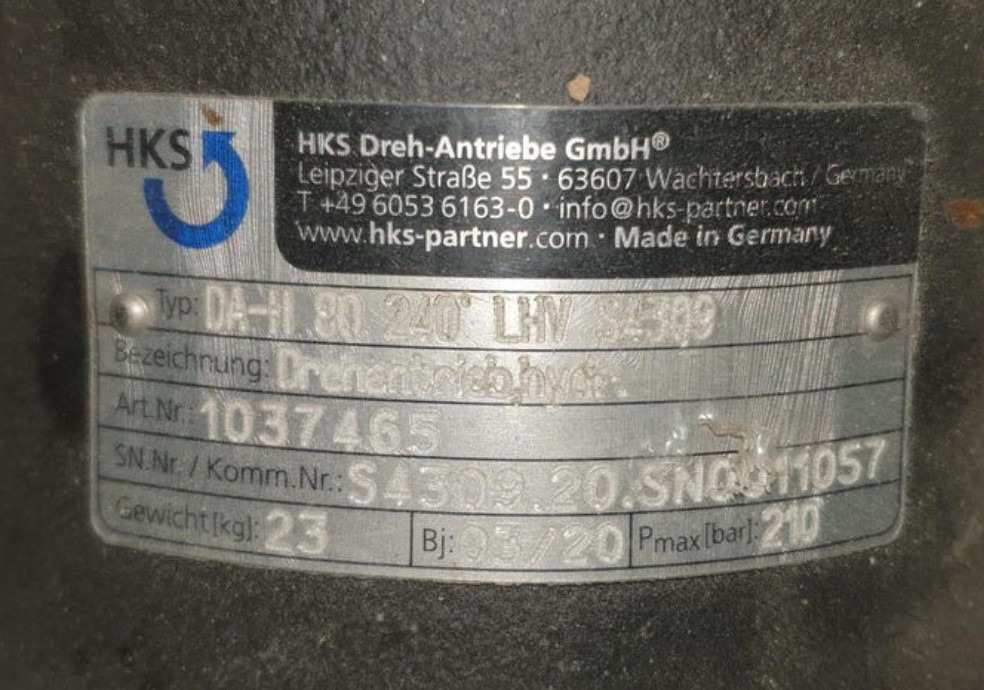 HKS
HKS Dreh-Antriebe GmbH®
Leipziger Straße 55 · 63607 Wächtersbach / Germany
T +49 6053 6163-0 · info@hks-partner.com
www.hks-partner.com · Made in Germany
Typ: DA-H 80 240° LHV
Bezeichnung: Drehantrieb,hydr.
Art.Nr.: 1037465
SN.Nr. / Komm.Nr.: S4309.20.
Gewicht[kg]: 23 Bj: 03/20 Pmax[bar]: 210